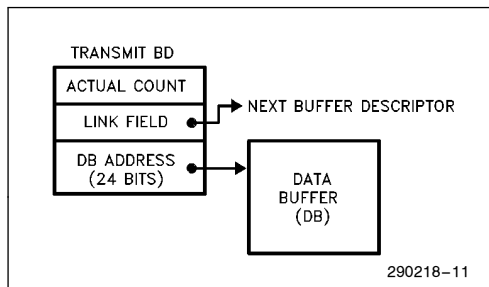 TRANSMIT BD
ACTUAL COUNT
LINK FIELD
NEXT BUFFER DESCRIPTOR
DB ADDRESS
(24 BITS)
DATA
BUFFER
(DB)
290218-11